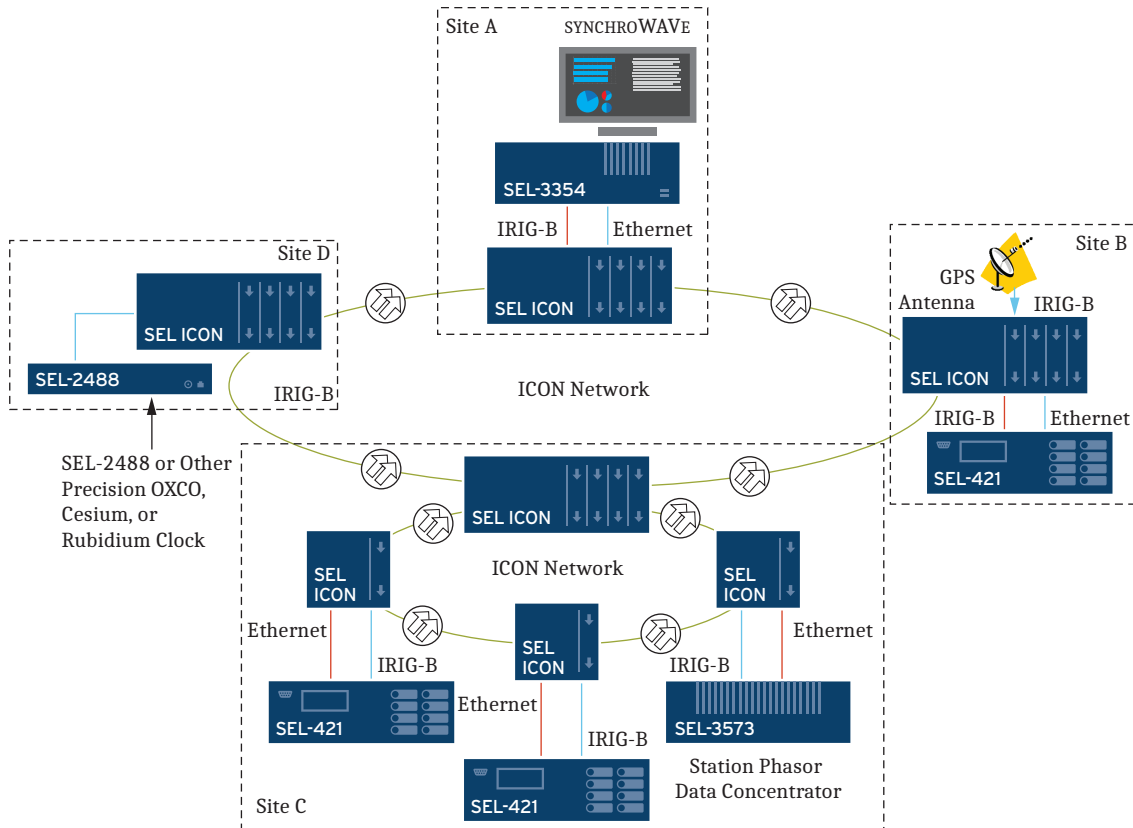 Site A
SYNCHROWAVE
SEL-3354
IRIG-B
Ethernet
SEL ICON
Site D
SEL ICON
SEL-2488
IRIG-B
SEL-2488 or Other
Precision OXCO,
Cesium, or
Rubidium Clock
ICON Network
Site B
GPS
Antenna
IRIG-B
SEL ICON
IRIG-B
Ethernet
SEL-421
SEL ICON
ICON Network
SEL
ICON
Ethernet
IRIG-B
SEL-421
SEL
ICON
Ethernet
IRIG-B
SEL-421
SEL
ICON
Ethernet
IRIG-B
SEL-3573
Station Phasor
Data Concentrator
Site C